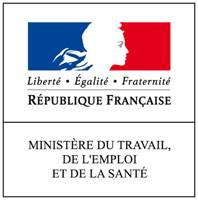 Liberté • Égalité • Fraternité
RÉPUBLIQUE FRANÇAISE
MINISTÈRE DU TRAVAIL,
DE L'EMPLOI
ET DE LA SANTÉ